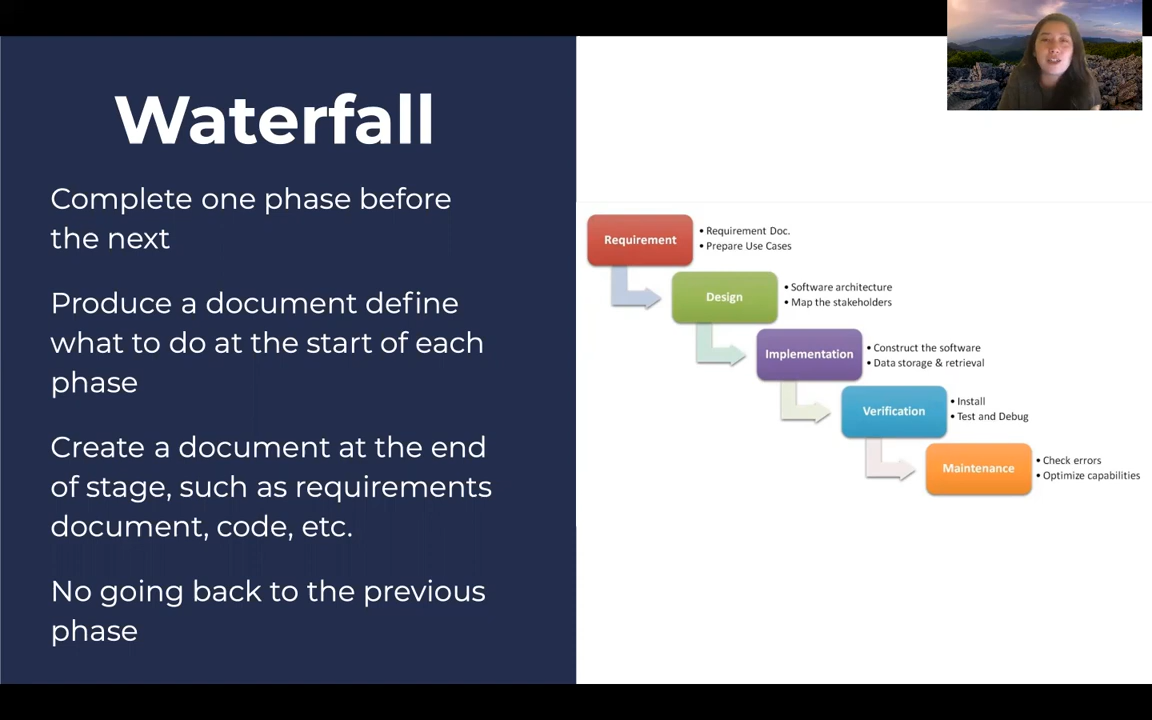 Waterfall
Complete one phase before
the next
Produce a document define
what to do at the start of each
phase
Create a document at the end
of stage, such as requirements
document, code, etc.
No going back to the previous
phase
Requirement
• Requirement Doc.
• Prepare Use Cases
Design
• Software architecture
• Map the stakeholders
Implementation
• Construct the software
• Data storage & retrieval
Verification
• Install
• Test and Debug
Maintenance
• Check errors
• Optimize capabilities